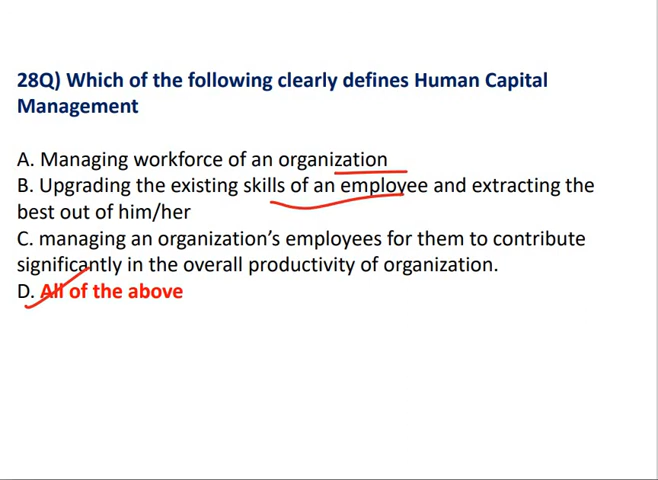 28Q) Which of the following clearly defines Human Capital
Management
A. Managing workforce of an organization
B. Upgrading the existing skills of an employee and extracting the
best out of him/her
C. managing an organization’s employees for them to contribute
significantly in the overall productivity of organization.
D. All of the above